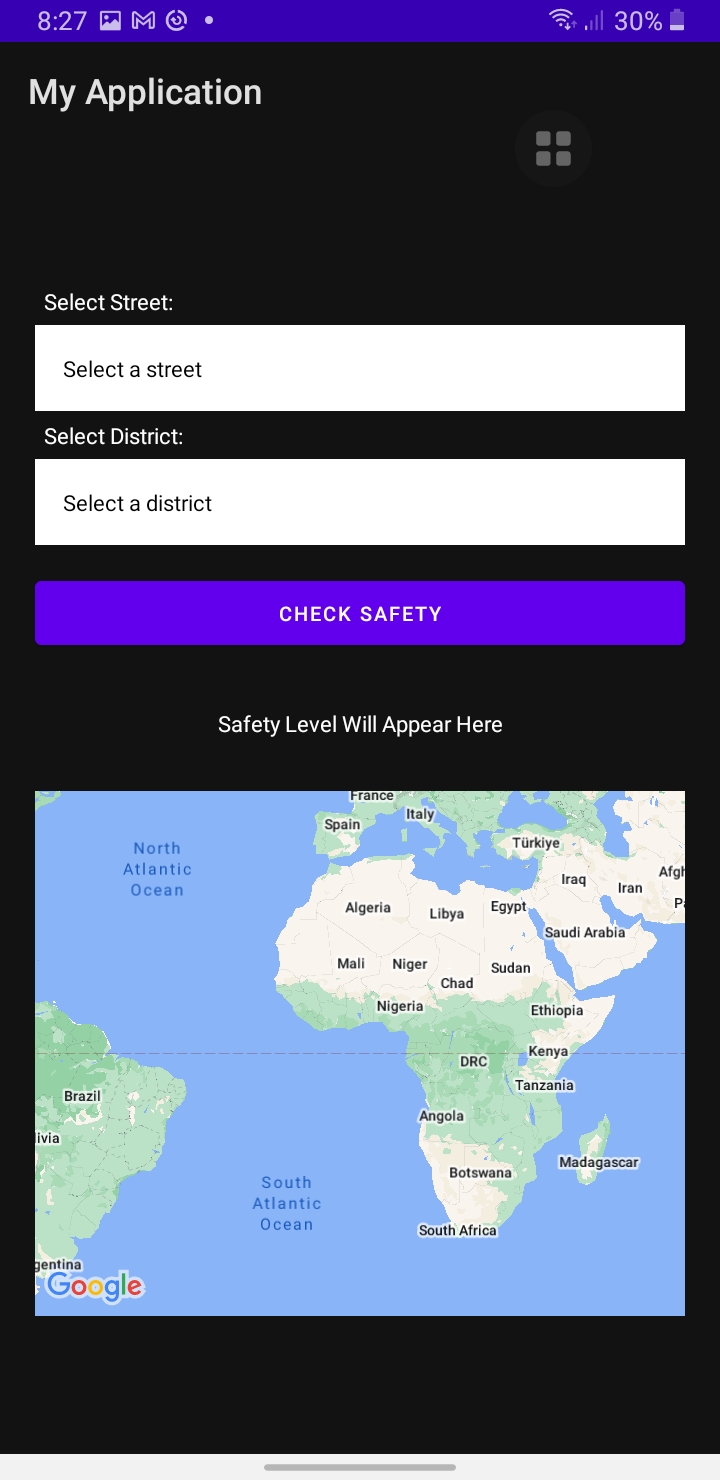 8:27
30%
My Application
Select Street:
Select a street
Select District:
Select a district
CHECK SAFETY
Safety Level Will Appear Here
France
Italy
Spain
Türkiye
North
Atlantic
Ocean
Iraq
Iran
Afgh
Pa
Algeria
Libya
Egypt
Saudi Arabia
Mali
Niger
Chad
Sudan
Nigeria
Ethiopia
DRC
Kenya
Tanzania
Brazil
livia
Angola
Madagascar
Botswana
South
Atlantic
Ocean
South Africa
gentina
Google